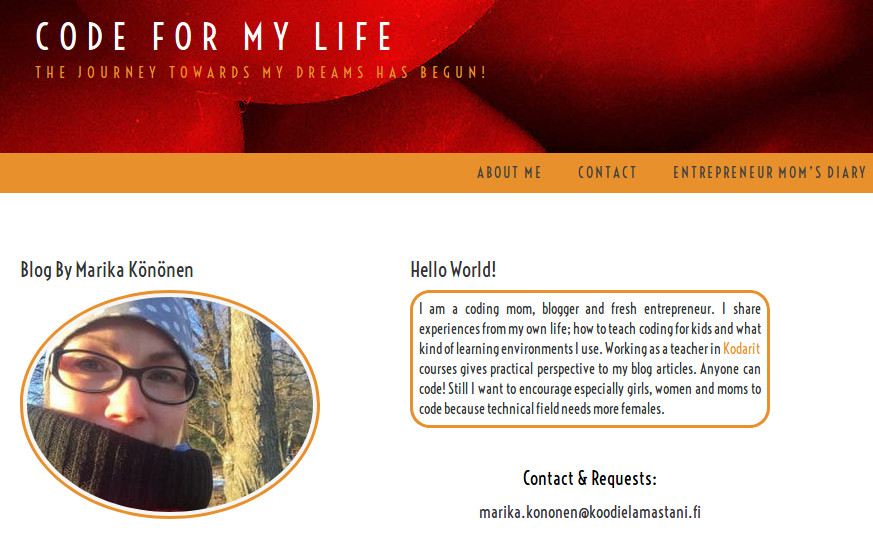 CODE FOR MY LIFE
THE JOURNEY TOWARDS MY DREAMS HAS BEGUN!
ABOUT ME CONTACT ENTREPRENEUR MOM'S DIARY
Blog By Marika Könönen
Hello World!
I am a coding mom, blogger and fresh entrepreneur. I share
experiences from my own life; how to teach coding for kids and what
kind of learning environments I use. Working as a teacher in Kodarit
courses gives practical perspective to my blog articles. Anyone can
code! Still I want to encourage especially girls, women and moms to
code because technical field needs more females.
Contact & Requests:
marika.kononen@koodielamastani.fi